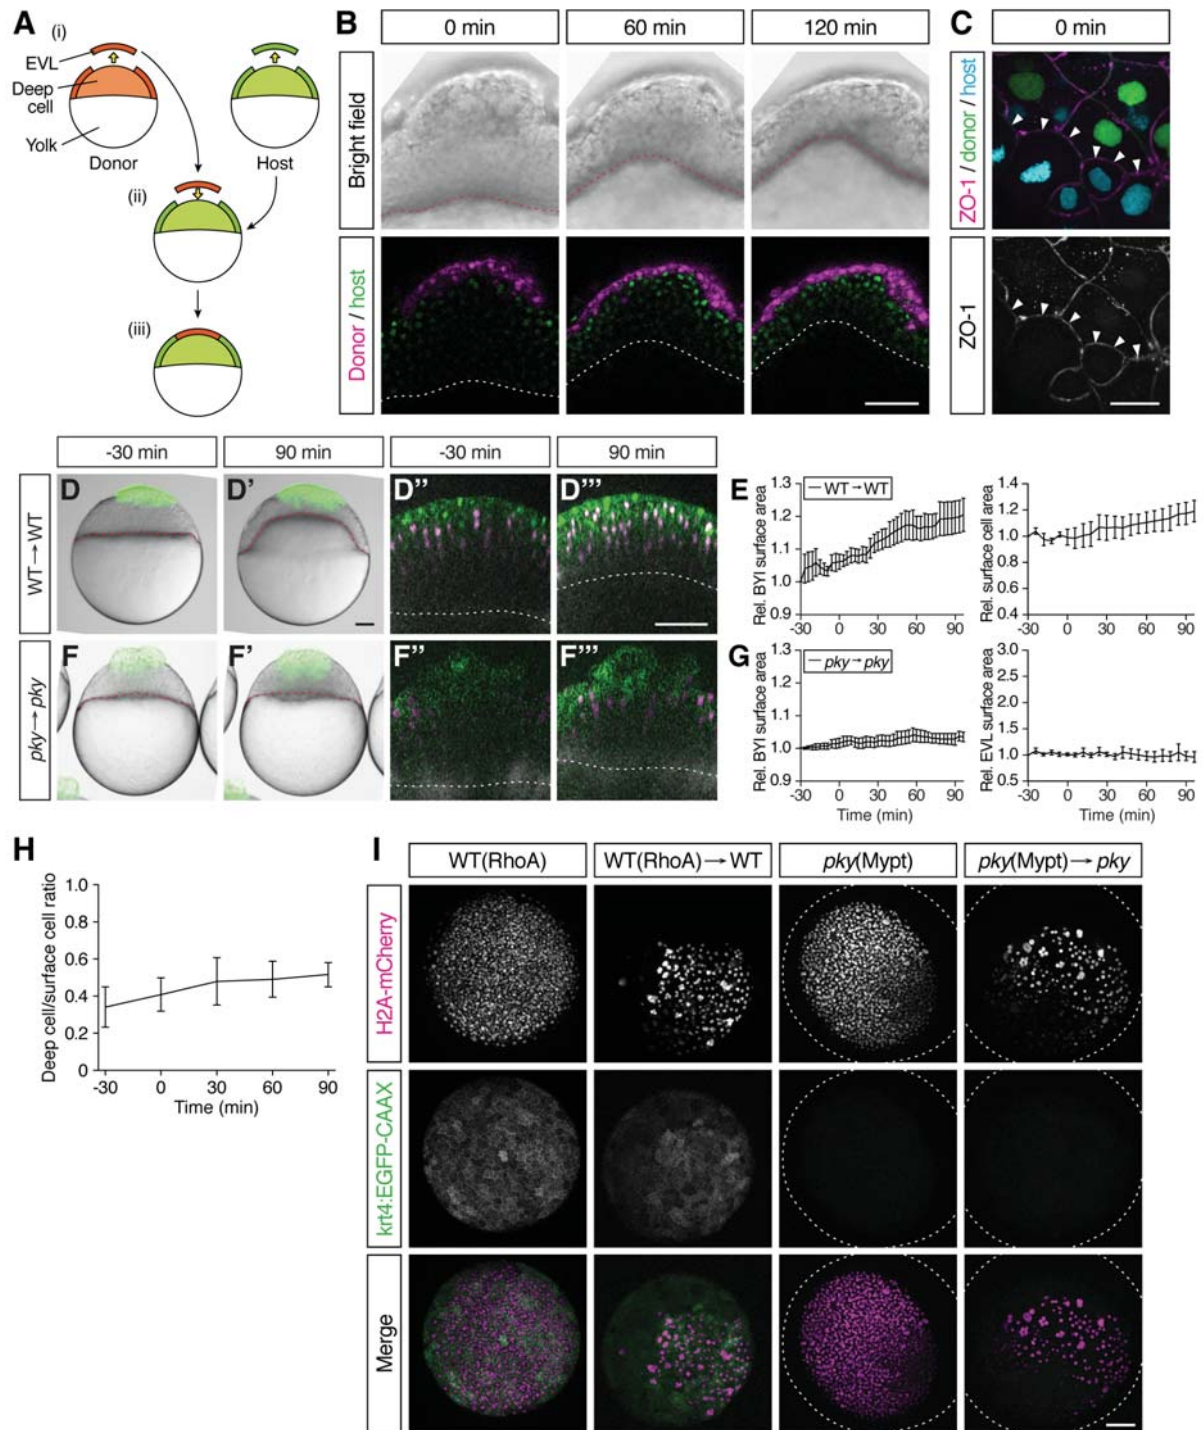 A
(i)
EVL
Deep
cell
Yolk
Donor
Host
(ii)
(iii)
B
0 min
60 min
120 min
Bright field
Donor / host
C
0 min
ZO-1 / donor / host
ZO-1
-30 min
90 min
-30 min
90 min
WT→WT
D
D'
D''
D'''
pky→pky
F
F'
F''
F'''
E
WT→WT
Rel. BYI surface area
1.3
1.2
1.1
1.0
0.9
-30
0
30
60
90
Rel. surface cell area
1.4
1.2
1.0
0.8
0.6
0.4
-30
0
30
60
90
G
pky→pky
Rel. BYI surface area
1.3
1.2
1.1
1.0
0.9
-30
0
30
60
90
Time (min)
Rel. EVL surface area
3.0
2.5
2.0
1.5
1.0
0.5
-30
0
30
60
90
Time (min)
H
Deep cell/surface cell ratio
1.0
0.8
0.6
0.4
0.2
0
-30
0
30
60
90
Time (min)
I
WT(RhoA)
WT(RhoA)→WT
pky(Mypt)
pky(Mypt)→pky
H2A-mCherry
krt4:EGFP-CAAX
Merge